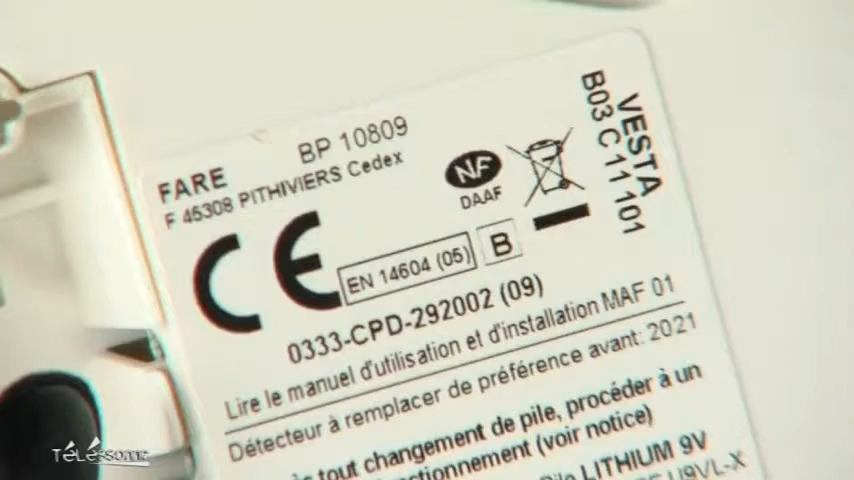 FARE BP 10809
F 45308 PITHIVIERS Cedex
NF
DAAF
VESTA
B03 C 11 101
CE
EN 14604 (05) B
0333-CPD-292002 (09)
Lire le manuel d'utilisation et d'installation MAF 01
Détecteur à remplacer de préférence avant: 2021
tout changement de pile, procéder à un
(voir notice)
LITHIUM 9V
U9VL-X
TéLéssonne